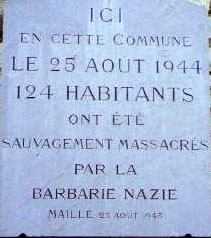 ICI
EN CETTE COMMUNE
LE 25 AOUT 1944
124 HABITANTS
ONT ÉTÉ
SAUVAGEMENT MASSACRÉS
PAR LA
BARBARIE NAZIE
MAILLÉ 25 AOUT 1945